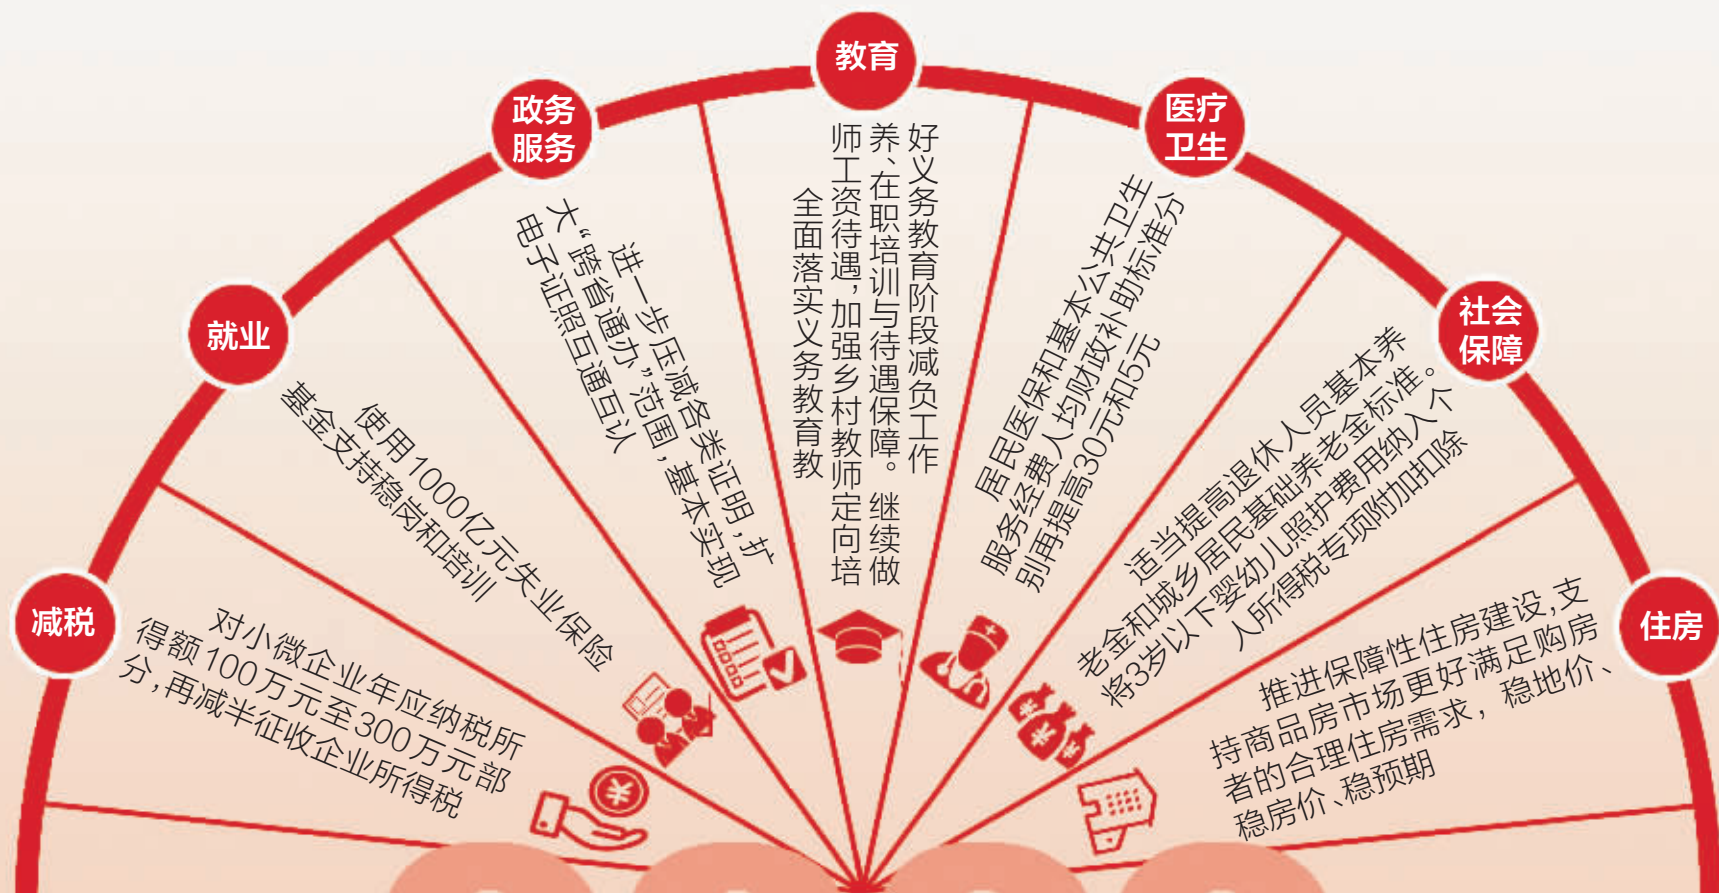 减税
对小微企业年应纳税所
得额100万元至300万元部
分,再减半征收企业所得税
就业
使用1000亿元失业保险
基金支持稳岗和培训
政务
服务
进一步压减各类证明,扩
大“跨省通办”范围,基本实现
电子证照互通互认
教育
全面落实义务教育教
师工资待遇,加强乡村教师定向培
养、在职培训与待遇保障。继续做
好义务教育阶段减负工作
医疗
卫生
居民医保和基本公共卫生
服务经费人均财政补助标准分
别再提高30元和5元
社会
保障
适当提高退休人员基本养
老金和城乡居民基础养老金标准。
将3岁以下婴幼儿照护费用纳入个
人所得税专项附加扣除
住房
推进保障性住房建设,支
持商品房市场更好满足购房
者的合理住房需求，稳地价、
稳房价、稳预期